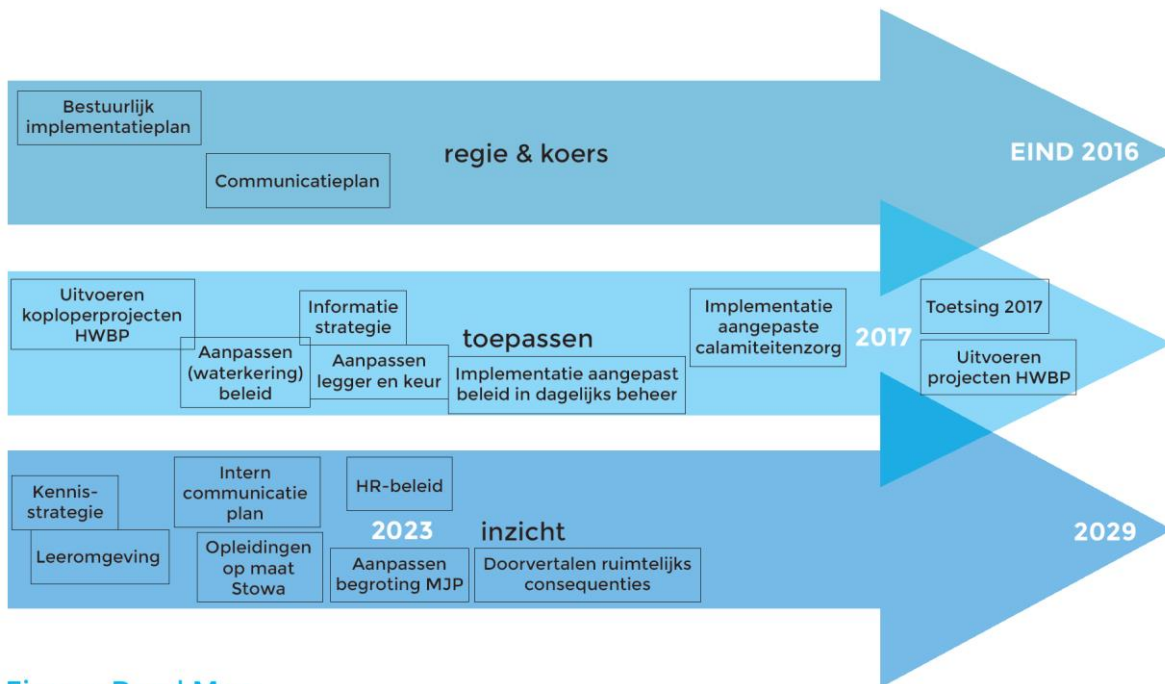 Bestuurlijk
implementatieplan
Communicatieplan
regie & koers
EIND 2016
Uitvoeren
koploperprojecten
HWBP
Aanpassen
(waterkering)
beleid
Informatie
strategie
Aanpassen
legger en keur
toepassen
Implementatie aangepast
beleid in dagelijks beheer
Implementatie
aangepaste
calamiteitenzorg
2017
Toetsing 2017
Uitvoeren
projecten HWBP
Kennis-
strategie
Leeromgeving
Intern
communicatie
plan
Opleidingen
op maat
Stowa
HR-beleid
2023
Aanpassen
begroting MJP
inzicht
Doorvertalen ruimtelijks
consequenties
2029